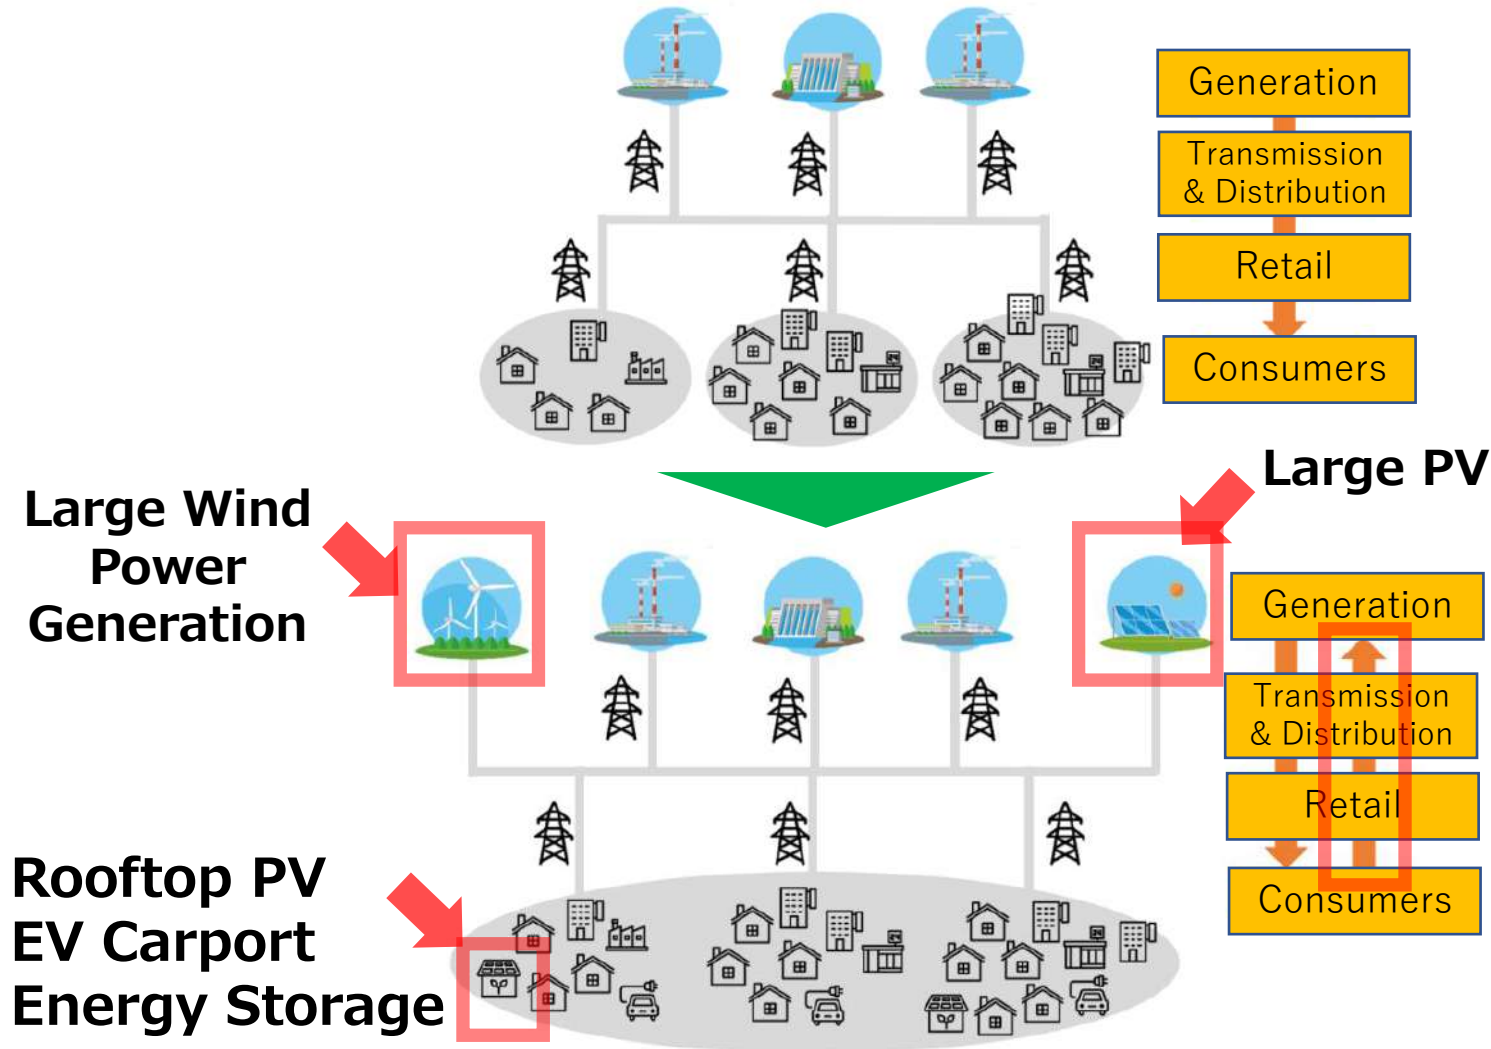 Generation
Transmission
& Distribution
Retail
Consumers
Large PV
Large Wind
Power
Generation
Generation
Transmission
& Distribution
Retail
Consumers
Rooftop PV
EV Carport
Energy Storage